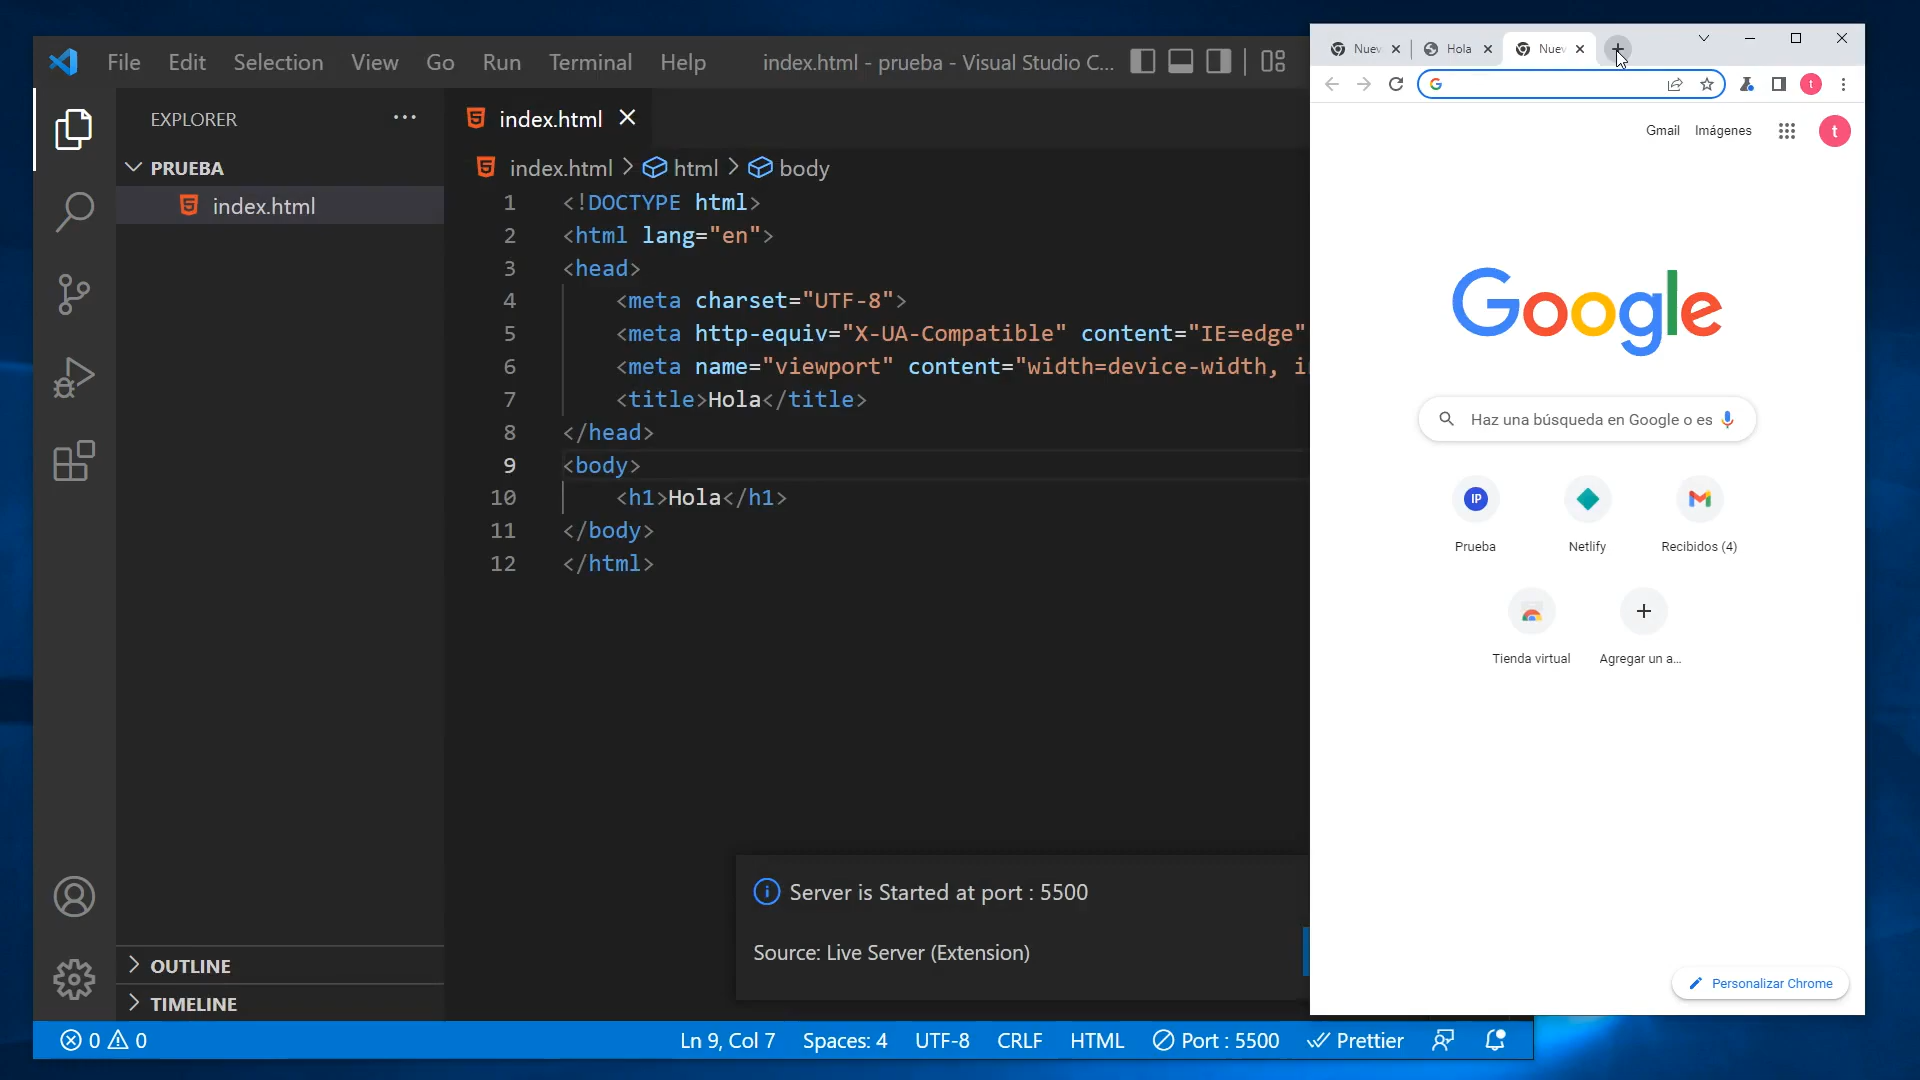 File Edit Selection View Go Run Terminal Help index.html - prueba - Visual Studio C...
EXPLORER ...
PRUEBA
index.html
index.html
index.html > html > body
1 <!DOCTYPE html>
2 <html lang="en">
3 <head>
4 <meta charset="UTF-8">
5 <meta http-equiv="X-UA-Compatible" content="IE=edge"
6 <meta name="viewport" content="width=device-width, i
7 <title>Hola</title>
8 </head>
9 <body>
10 <h1>Hola</h1>
11 </body>
12 </html>
Server is Started at port : 5500
Source: Live Server (Extension)
OUTLINE
TIMELINE
0 0 Ln 9, Col 7 Spaces: 4 UTF-8 CRLF HTML Port : 5500 Prettier
Nuev Hola Nuev
t
Gmail Imágenes t
Google
Haz una búsqueda en Google o es
IP
Prueba Netlify Recibidos (4)
Tienda virtual Agregar un a...
Personalizar Chrome